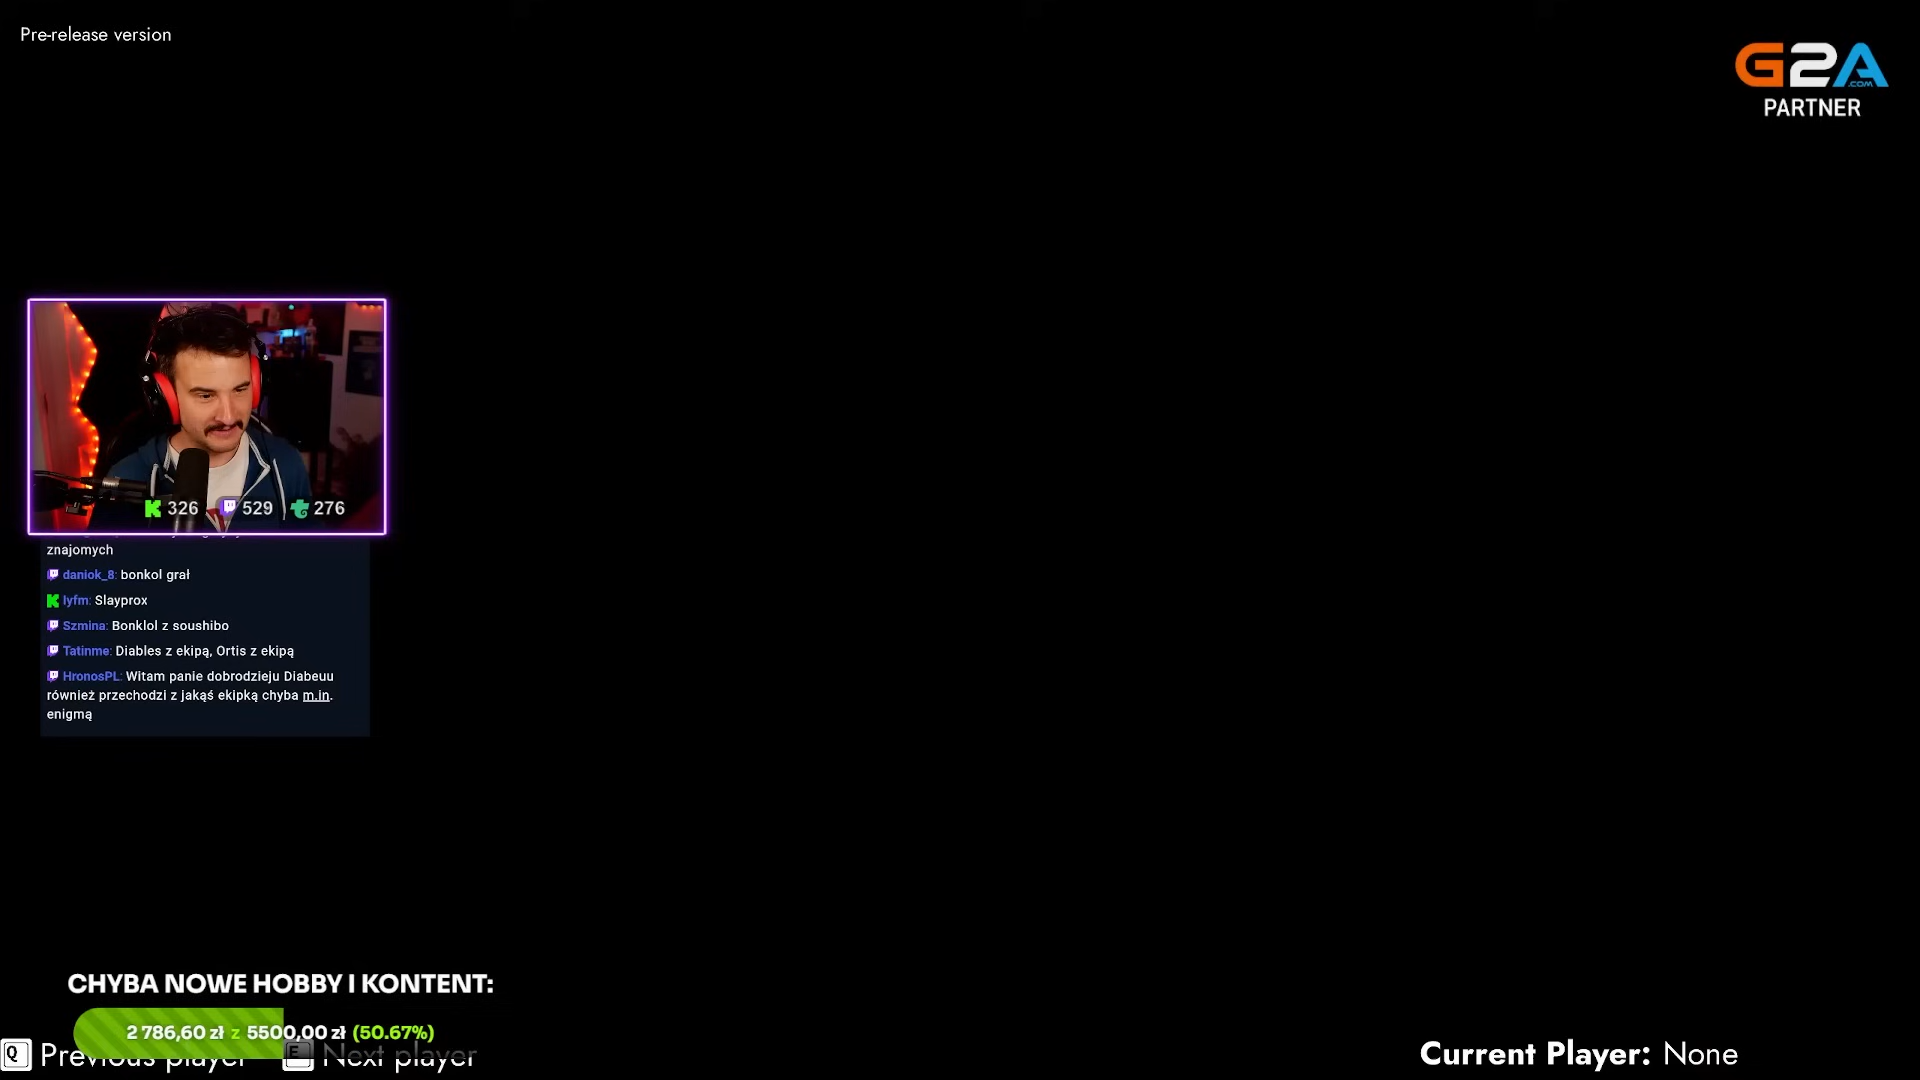 Pre-release version
G2A
.COM
PARTNER
326 529 276
znajomych
daniok_8: bonkol grał
lyfm: Slayprox
Szmina: Bonklol z soushibo
Tatinme: Diables z ekipą, Ortis z ekipą
HronosPL: Witam panie dobrodzieju Diabeuu
również przechodzi z jakąś ekipką chyba m.in.
enigmą
CHYBA NOWE HOBBY I KONTENT:
2 786,60 zł z 5500,00 zł (50.67%)
Q Previous player E Next player
Current Player: None